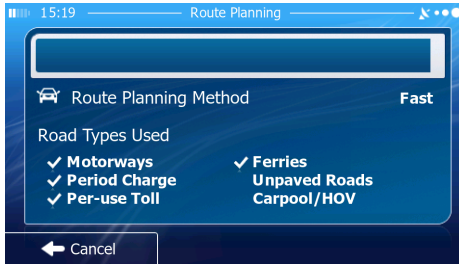 15:19 Route Planning
Route Planning Method Fast
Road Types Used
Motorways Ferries
Period Charge Unpaved Roads
Per-use Toll Carpool/HOV
Cancel